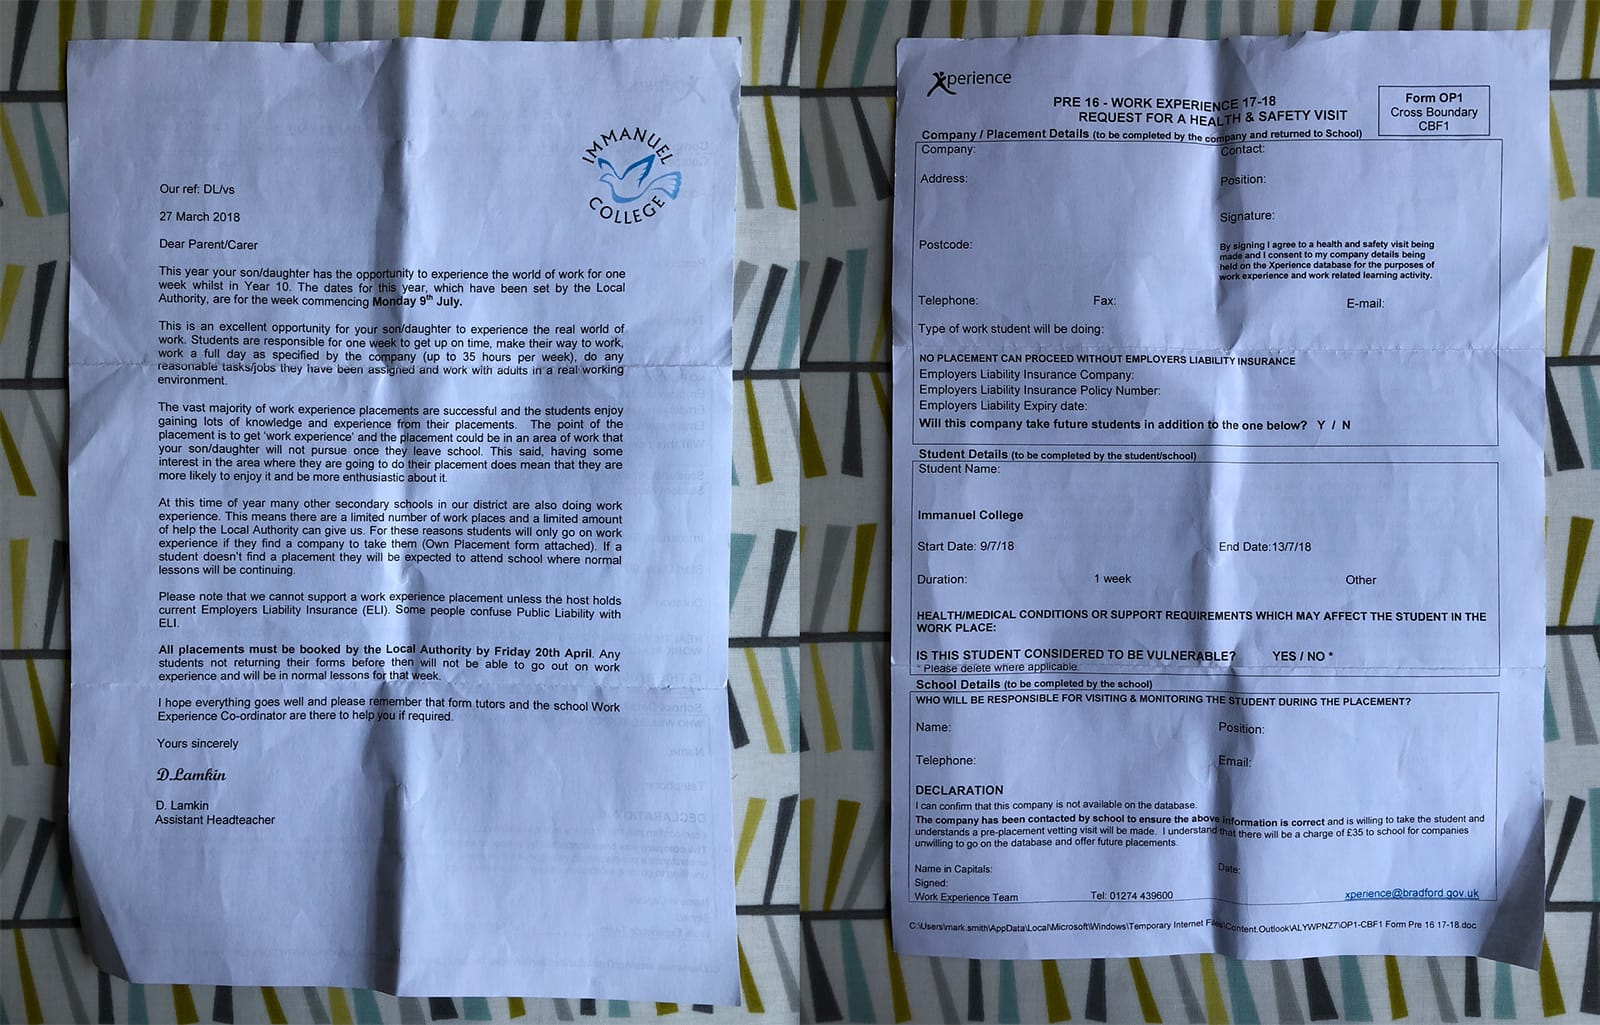 IMMANUEL
COLLEGE
Our ref: DL/vs
27 March 2018
Dear Parent/Carer
This year your son/daughter has the opportunity to experience the world of work for one
week whilst in Year 10. The dates for this year, which have been set by the Local
Authority, are for the week commencing Monday 9th July.
This is an excellent opportunity for your son/daughter to experience the real world of
work. Students are responsible for one week to get up on time, make their way to work,
work a full day as specified by the company (up to 35 hours per week), do any
reasonable tasks/jobs they have been assigned and work with adults in a real working
environment.
The vast majority of work experience placements are successful and the students enjoy
gaining lots of knowledge and experience from their placements. The point of the
placement is to get 'work experience' and the placement could be in an area of work that
your son/daughter will not pursue once they leave school. This said, having some
interest in the area where they are going to do their placement does mean that they are
more likely to enjoy it and be more enthusiastic about it.
At this time of year many other secondary schools in our district are also doing work
experience. This means there are a limited number of work places and a limited amount
of help the Local Authority can give us. For these reasons students will only go on work
experience if they find a company to take them (Own Placement form attached). If a
student doesn't find a placement they will be expected to attend school where normal
lessons will be continuing.
Please note that we cannot support a work experience placement unless the host holds
current Employers Liability Insurance (ELI). Some people confuse Public Liability with
ELI.
All placements must be booked by the Local Authority by Friday 20th April. Any
students not returning their forms before then will not be able to go out on work
experience and will be in normal lessons for that week.
I hope everything goes well and please remember that form tutors and the school Work
Experience Co-ordinator are there to help you if required.
Yours sincerely
D.Lamkin
D. Lamkin
Assistant Headteacher
Xperience
PRE 16 - WORK EXPERIENCE 17-18
REQUEST FOR A HEALTH & SAFETY VISIT
Form OP1
Cross Boundary
CBF1
Company / Placement Details (to be completed by the company and returned to School)
Company: Contact:
Address: Position:
Signature:
Postcode:
By signing I agree to a health and safety visit being
made and I consent to my company details being
held on the Xperience database for the purposes of
work experience and work related learning activity.
Telephone: Fax: E-mail:
Type of work student will be doing:
NO PLACEMENT CAN PROCEED WITHOUT EMPLOYERS LIABILITY INSURANCE
Employers Liability Insurance Company:
Employers Liability Insurance Policy Number:
Employers Liability Expiry date:
Will this company take future students in addition to the one below? Y / N
Student Details (to be completed by the student/school)
Student Name:
Immanuel College
Start Date: 9/7/18 End Date:13/7/18
Duration: 1 week Other
HEALTH/MEDICAL CONDITIONS OR SUPPORT REQUIREMENTS WHICH MAY AFFECT THE STUDENT IN THE
WORK PLACE:
IS THIS STUDENT CONSIDERED TO BE VULNERABLE? YES / NO *
* Please delete where applicable.
School Details (to be completed by the school)
WHO WILL BE RESPONSIBLE FOR VISITING & MONITORING THE STUDENT DURING THE PLACEMENT?
Name: Position:
Telephone: Email:
DECLARATION
I can confirm that this company is not available on the database.
The company has been contacted by school to ensure the above information is correct and is willing to take the student and
understands a pre-placement vetting visit will be made. I understand that there will be a charge of £35 to school for companies
unwilling to go on the database and offer future placements.
Name in Capitals: Date:
Signed:
Work Experience Team Tel: 01274 439600 xperience@bradford.gov.uk
C:\Users\mark.smith\AppData\Local\Microsoft\Windows\Temporary Internet Files\Content.Outlook\ALYWPNZ7\OP1-CBF1 Form Pre 16 17-18.doc